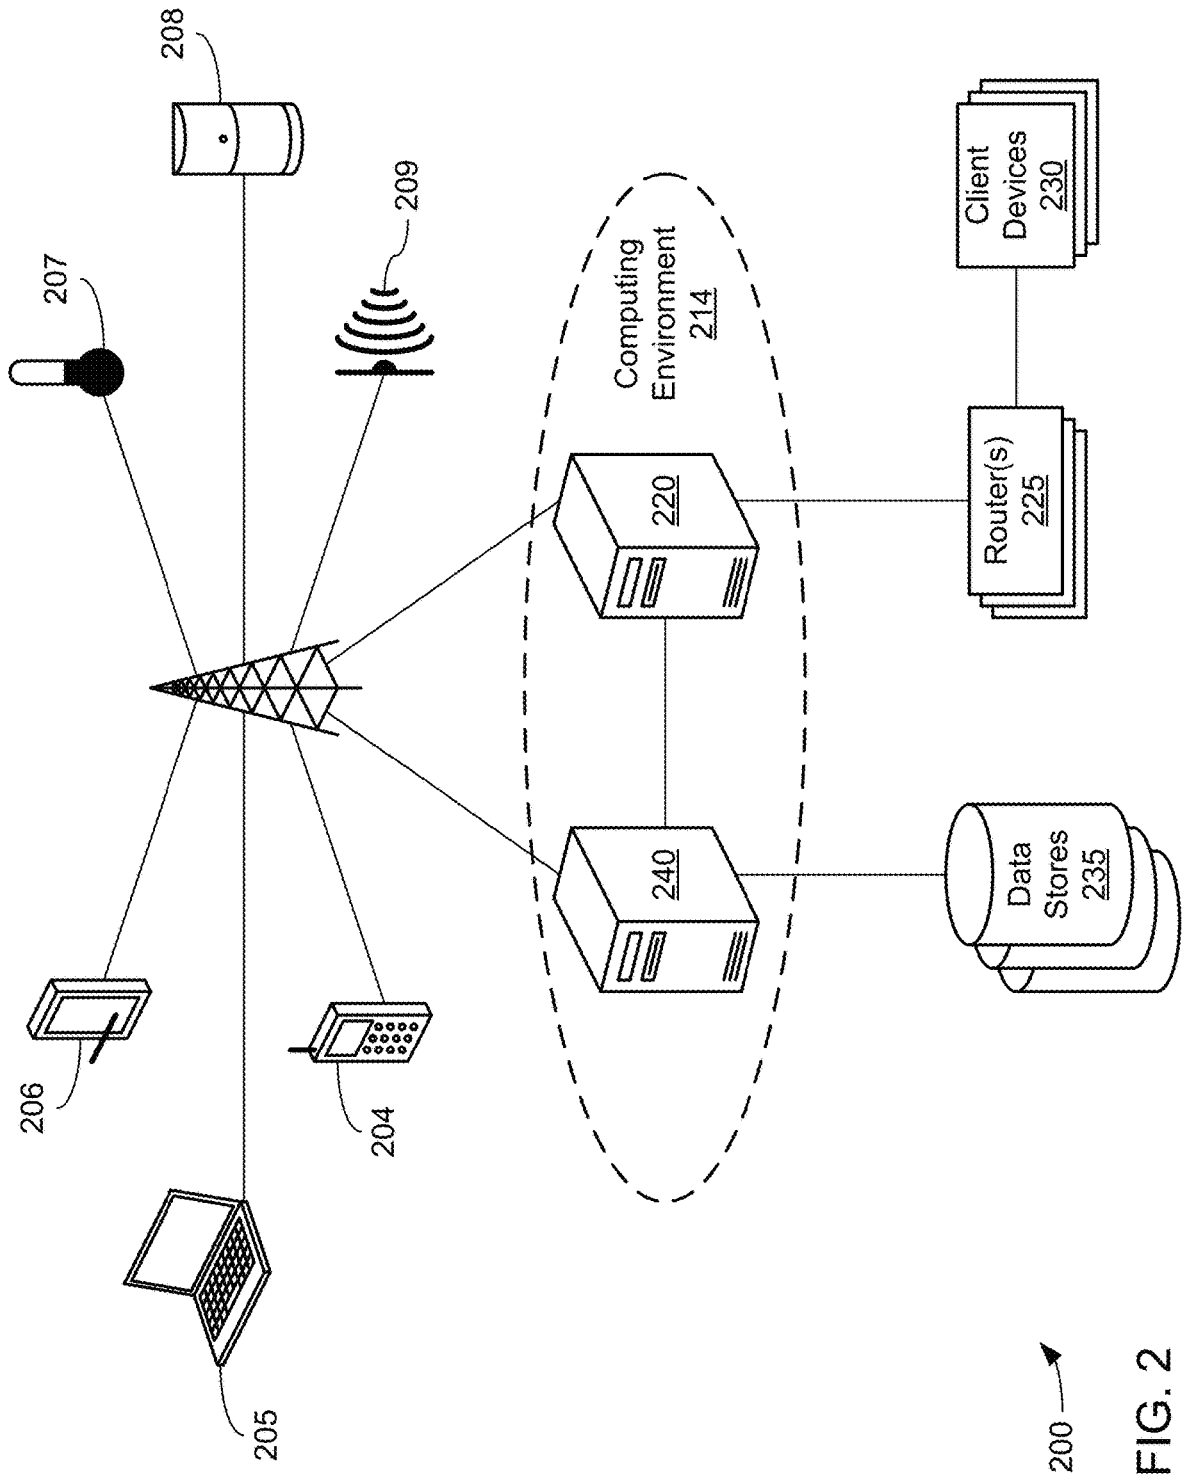 206
207
208
205
204
209
Computing
Environment
214
240
220
Data
Stores
235
Router(s)
225
Client
Devices
230
200
FIG. 2